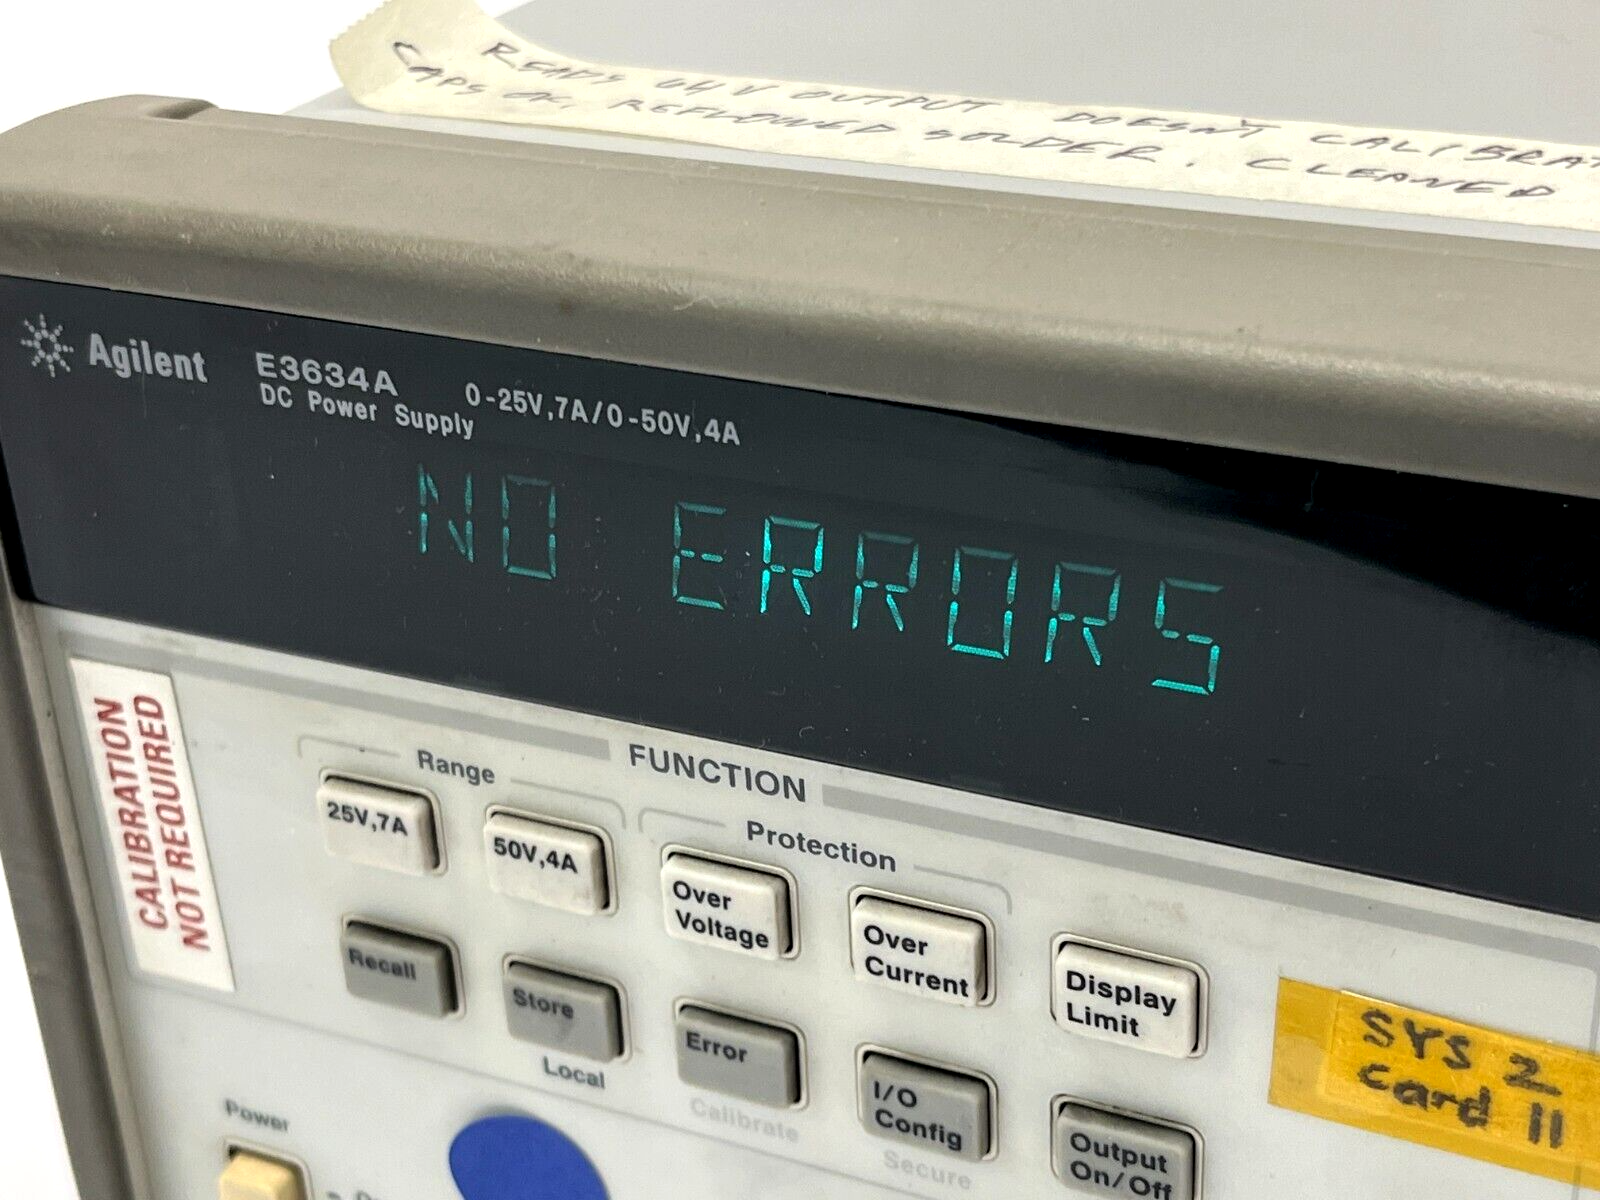 READS 64 V OUTPUT DOESN'T CALIBRAT
CAPS OK. REFLOWED SOLDER. CLEANED
Agilent
E3634A
DC Power Supply
0-25V,7A/0-50V,4A
NO ERRORS
CALIBRATION
NOT REQUIRED
FUNCTION
Range
Protection
25V,7A
50V,4A
Over
Voltage
Over
Current
Display
Limit
Recall
Store
Error
I/O
Config
Output
On/Off
Local
Calibrate
Secure
SYS 2
card 11
Power